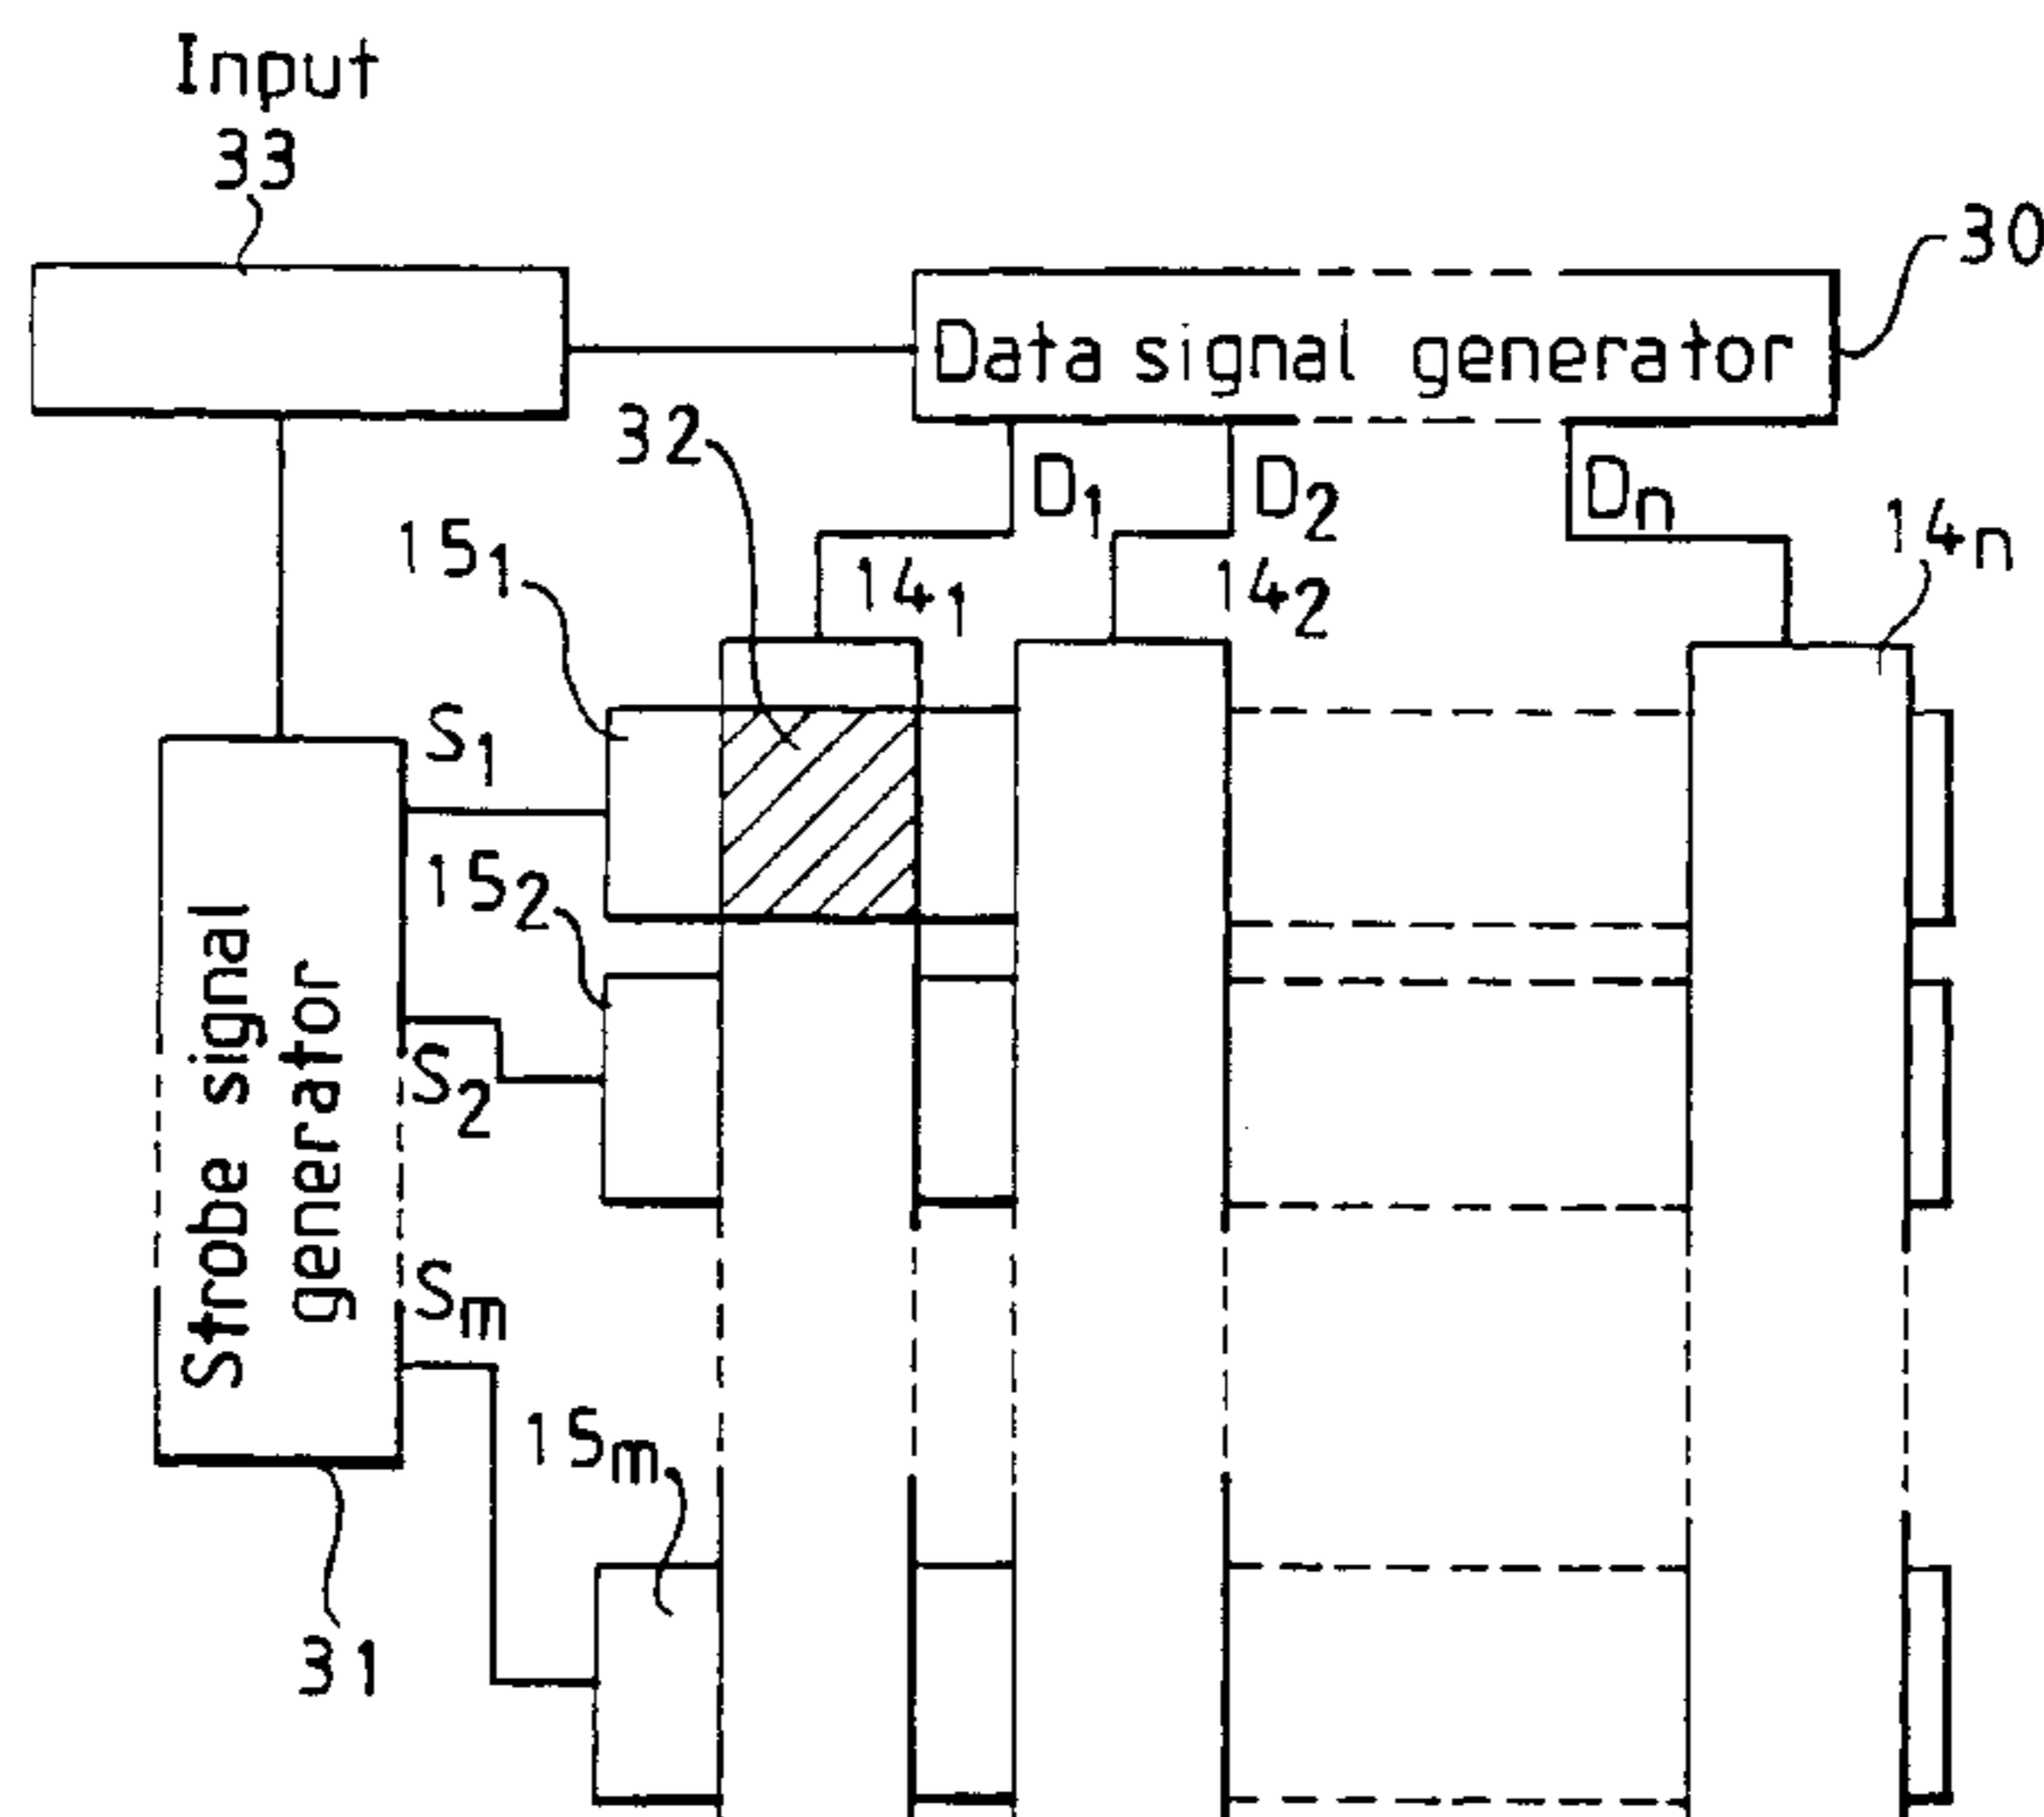 Input
33
30
Data signal generator
32
D1
D2
Dn
14n
151
141
142
S1
152
S2
Strobe signal
generator
Sm
15m
31